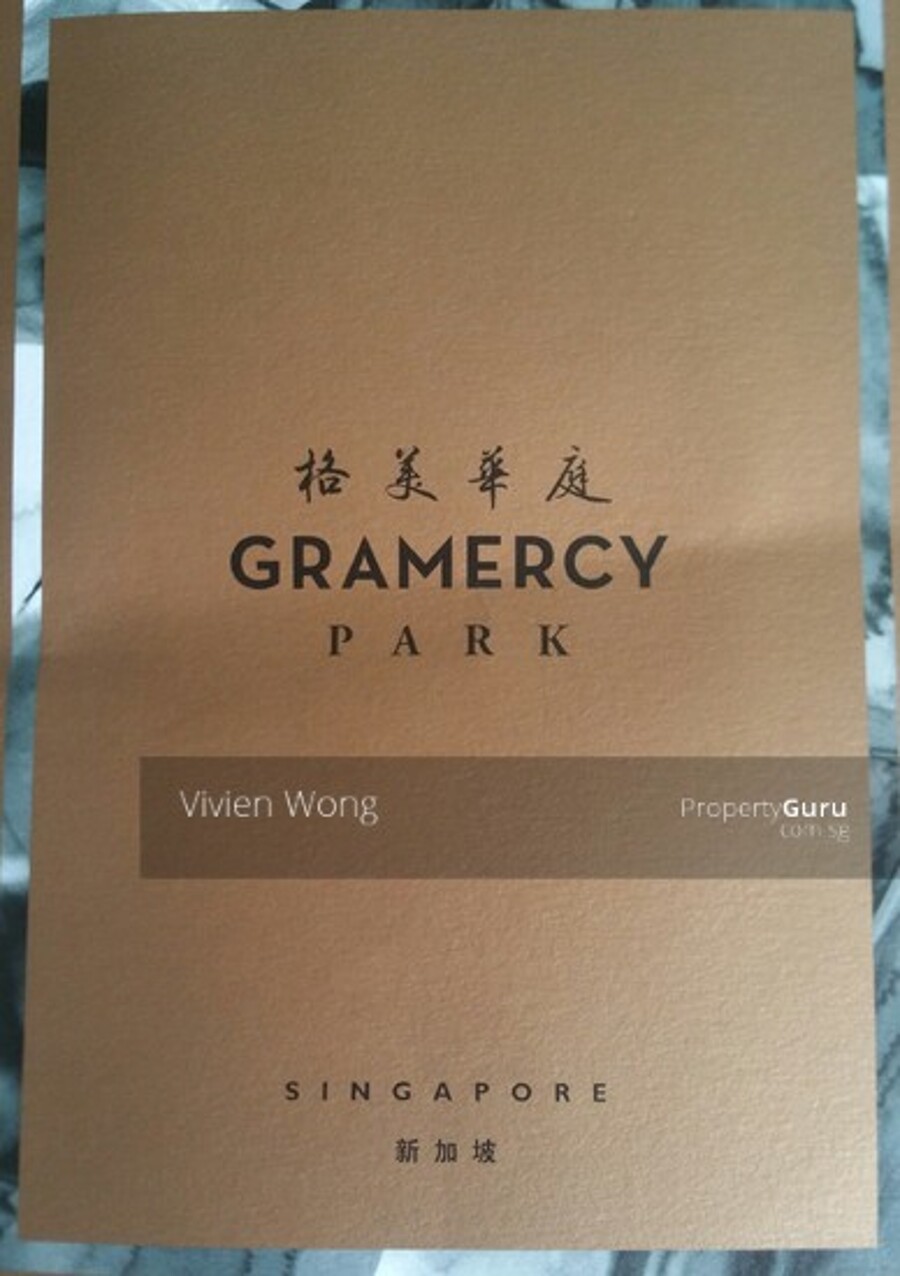 格美華庭
GRAMERCY
PARK
Vivien Wong
PropertyGuru
com.sg
SINGAPORE
新加坡